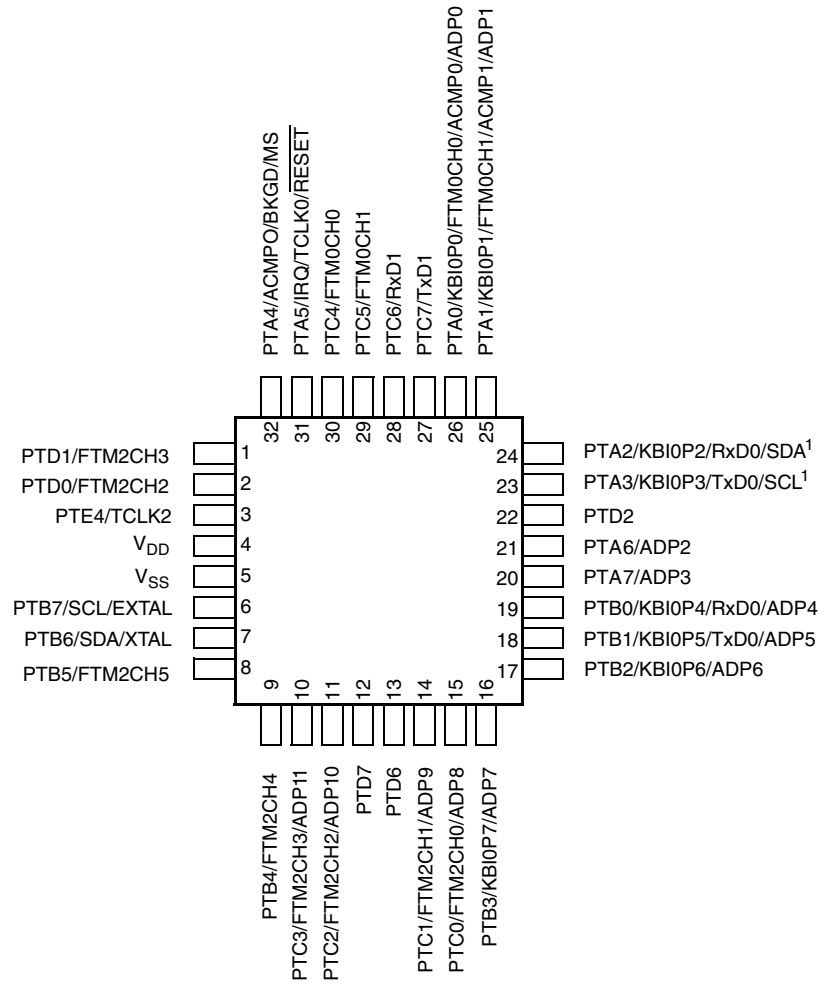 PTA4/ACMPO/BKGD/MS
PTA5/IRQ/TCLK0/RESET
PTC4/FTM0CH0
PTC5/FTM0CH1
PTC6/RxD1
PTC7/TxD1
PTA0/KBI0P0/FTM0CH0/ACMP0/ADP0
PTA1/KBI0P1/FTM0CH1/ACMP1/ADP1
32 31 30 29 28 27 26 25
PTD1/FTM2CH3 1
PTD0/FTM2CH2 2
PTE4/TCLK2 3
VDD 4
VSS 5
PTB7/SCL/EXTAL 6
PTB6/SDA/XTAL 7
PTB5/FTM2CH5 8
24 PTA2/KBI0P2/RxD0/SDA1
23 PTA3/KBI0P3/TxD0/SCL1
22 PTD2
21 PTA6/ADP2
20 PTA7/ADP3
19 PTB0/KBI0P4/RxD0/ADP4
18 PTB1/KBI0P5/TxD0/ADP5
17 PTB2/KBI0P6/ADP6
9 10 11 12 13 14 15 16
PTB4/FTM2CH4
PTC3/FTM2CH3/ADP11
PTC2/FTM2CH2/ADP10
PTD7
PTD6
PTC1/FTM2CH1/ADP9
PTC0/FTM2CH0/ADP8
PTB3/KBI0P7/ADP7